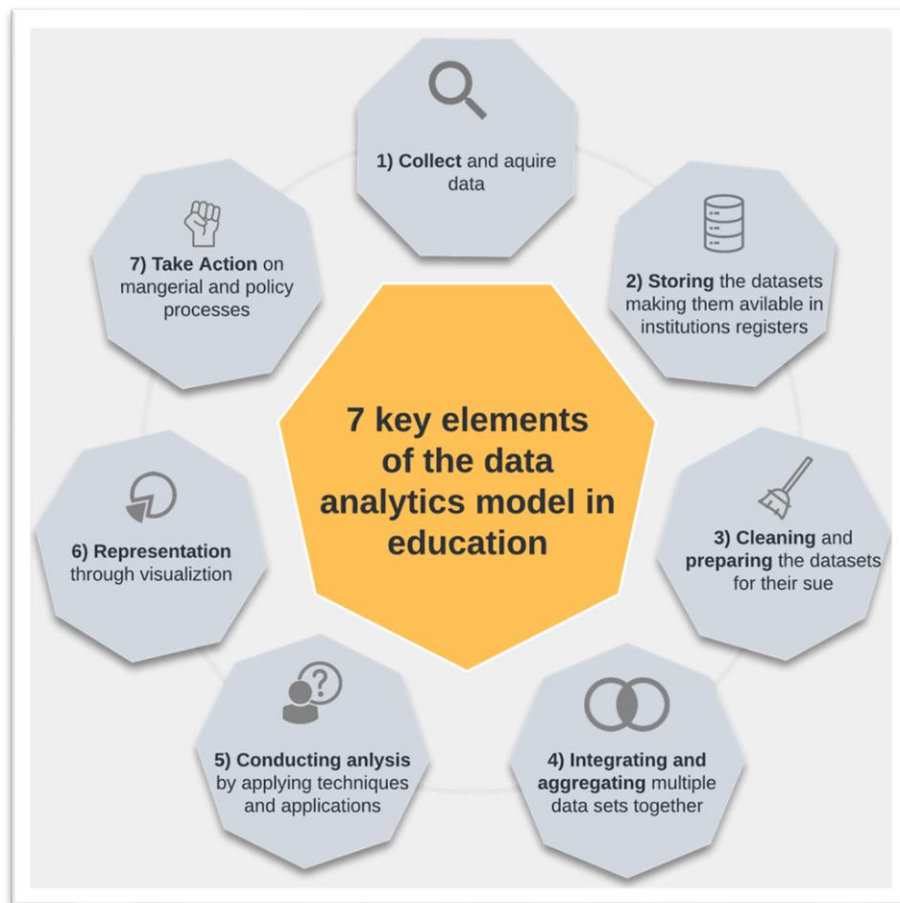 1) Collect and aquire
data
2) Storing the datasets
making them avilable in
institutions registers
3) Cleaning and
preparing the datasets
for their sue
4) Integrating and
aggregating multiple
data sets together
5) Conducting anlysis
by applying techniques
and applications
6) Representation
through visualiztion
7) Take Action on
mangerial and policy
processes
7 key elements
of the data
analytics model in
education